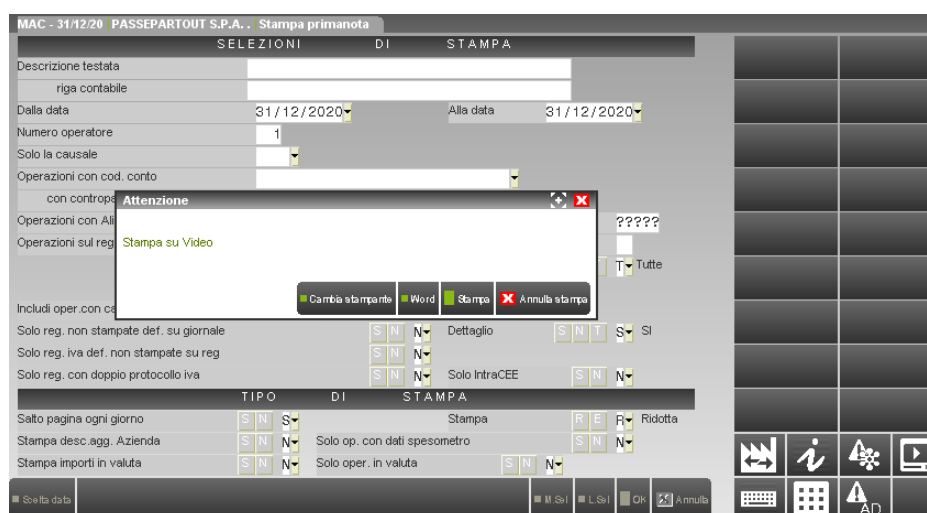 MAC - 31/12/20 PASSEPARTOUT S.P.A. . Stampa primanota
SELEZIONI DI STAMPA
Descrizione testata
riga contabile
Dalla data 31/12/2020 Alla data 31/12/2020
Numero operatore 1
Solo la causale
Operazioni con cod. conto
con contropa
Attenzione
Operazioni con Ali ?????
Operazioni sul reg
Stampa su Video
T Tutte
Cambia stampante Word Stampa Annulla stampa
Includi oper.con ca
Solo reg. non stampate def. su giornale S N N Dettaglio S N T S SI
Solo reg. iva def. non stampate su reg S N N
Solo reg. con doppio protocollo iva S N N Solo IntraCEE S N N
TIPO DI STAMPA
Salto pagina ogni giorno S N S Stampa R E R Ridotta
Stampa desc.agg. Azienda S N N Solo op. con dati spesometro S N N
Stampa importi in valuta S N N Solo oper. in valuta S N N
Scelta data M.Sel L.Sel OK Annulla
AD